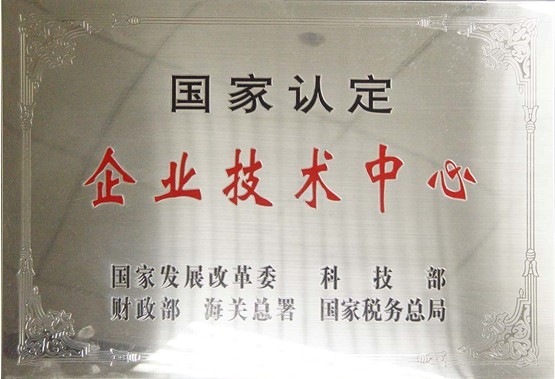 国家认定
企业技术中心
国家发展改革委 科技部
财政部 海关总署 国家税务总局